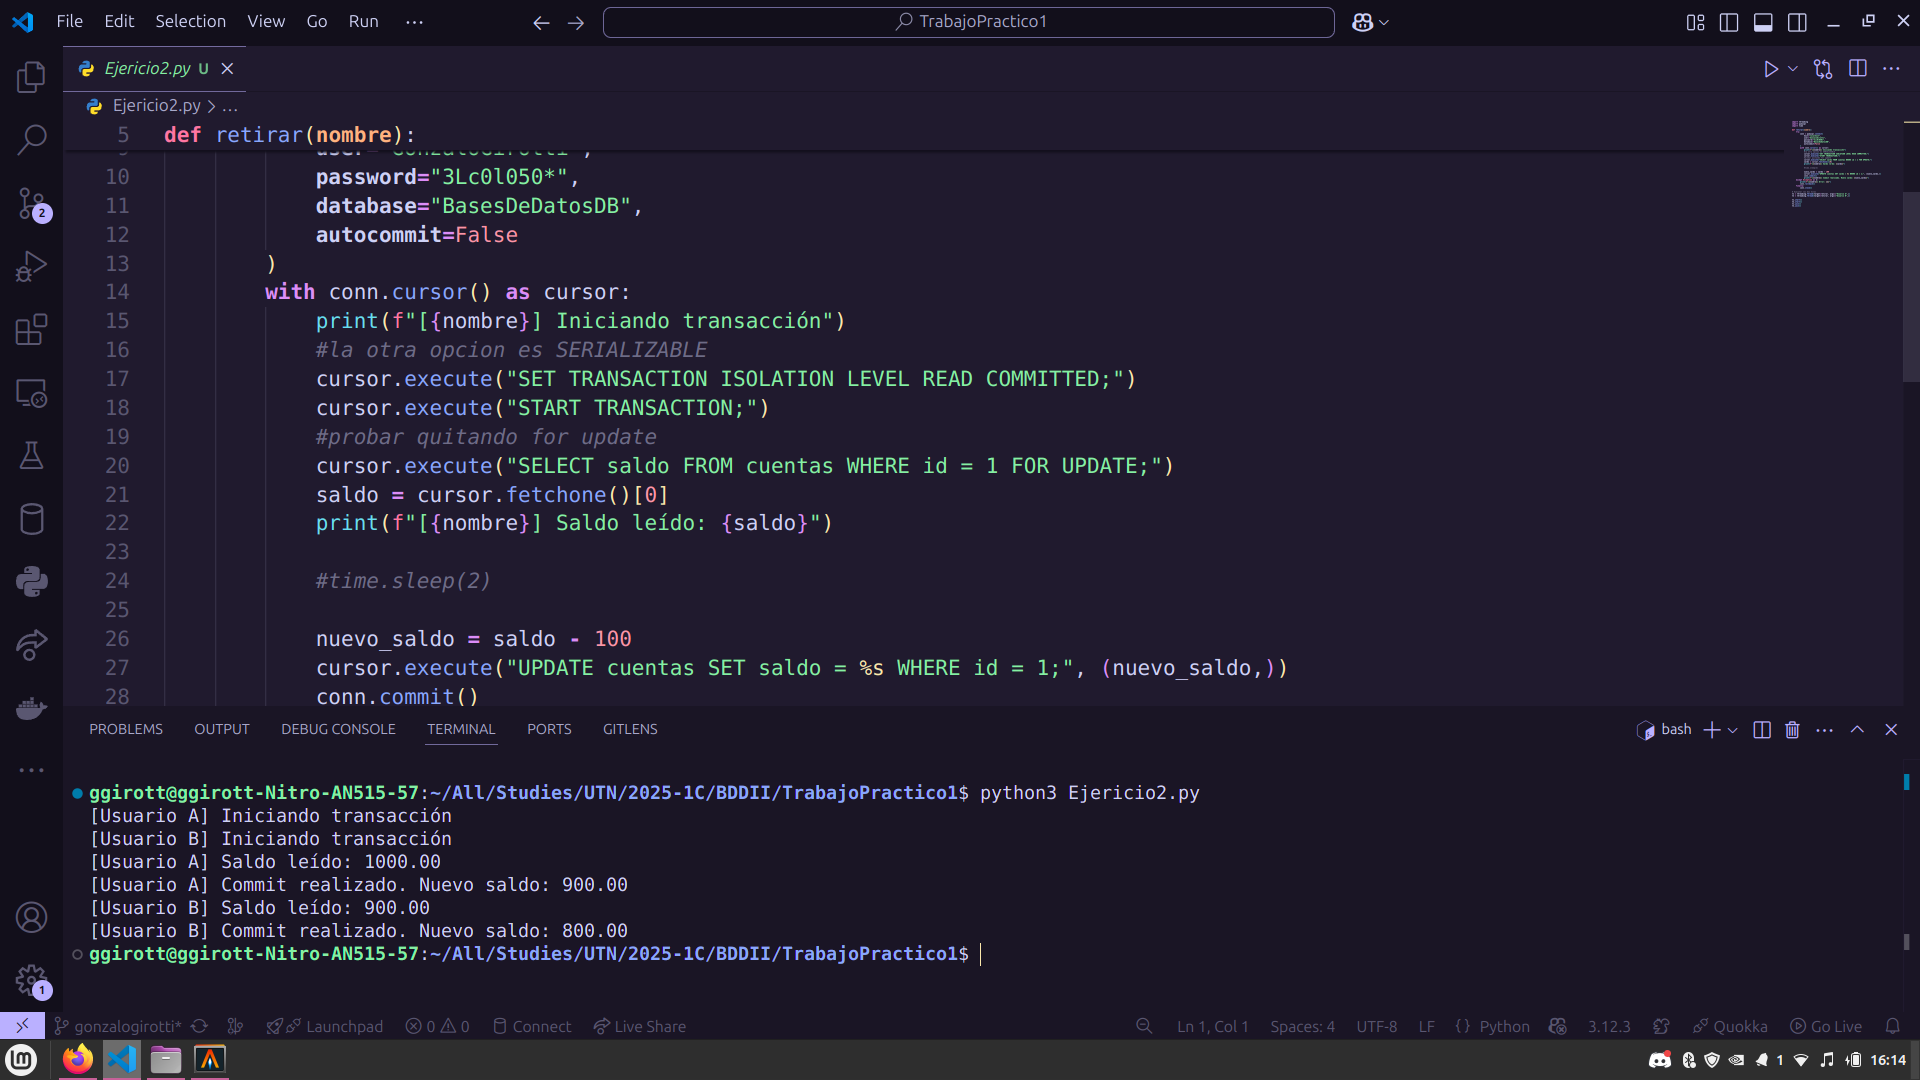 File Edit Selection View Go Run ···
TrabajoPractico1
Ejericio2.py U
Ejericio2.py > ...
5 def retirar(nombre):
10 password="3Lc0l050*",
11 database="BasesDeDatosDB",
12 autocommit=False
13 )
14 with conn.cursor() as cursor:
15 print(f"[{nombre}] Iniciando transacción")
16 #la otra opcion es SERIALIZABLE
17 cursor.execute("SET TRANSACTION ISOLATION LEVEL READ COMMITTED;")
18 cursor.execute("START TRANSACTION;")
19 #probar quitando for update
20 cursor.execute("SELECT saldo FROM cuentas WHERE id = 1 FOR UPDATE;")
21 saldo = cursor.fetchone()[0]
22 print(f"[{nombre}] Saldo leído: {saldo}")
23
24 #time.sleep(2)
25
26 nuevo_saldo = saldo - 100
27 cursor.execute("UPDATE cuentas SET saldo = %s WHERE id = 1;", (nuevo_saldo,))
28 conn.commit()
PROBLEMS OUTPUT DEBUG CONSOLE TERMINAL PORTS GITLENS
bash
ggirott@ggirott-Nitro-AN515-57:~/All/Studies/UTN/2025-1C/BDDII/TrabajoPractico1$ python3 Ejericio2.py
[Usuario A] Iniciando transacción
[Usuario B] Iniciando transacción
[Usuario A] Saldo leído: 1000.00
[Usuario A] Commit realizado. Nuevo saldo: 900.00
[Usuario B] Saldo leído: 900.00
[Usuario B] Commit realizado. Nuevo saldo: 800.00
ggirott@ggirott-Nitro-AN515-57:~/All/Studies/UTN/2025-1C/BDDII/TrabajoPractico1$
2
1
gonzalogirotti* Launchpad 0 0 Connect Live Share Ln 1, Col 1 Spaces: 4 UTF-8 LF {} Python 3.12.3 Quokka Go Live
1 16:14